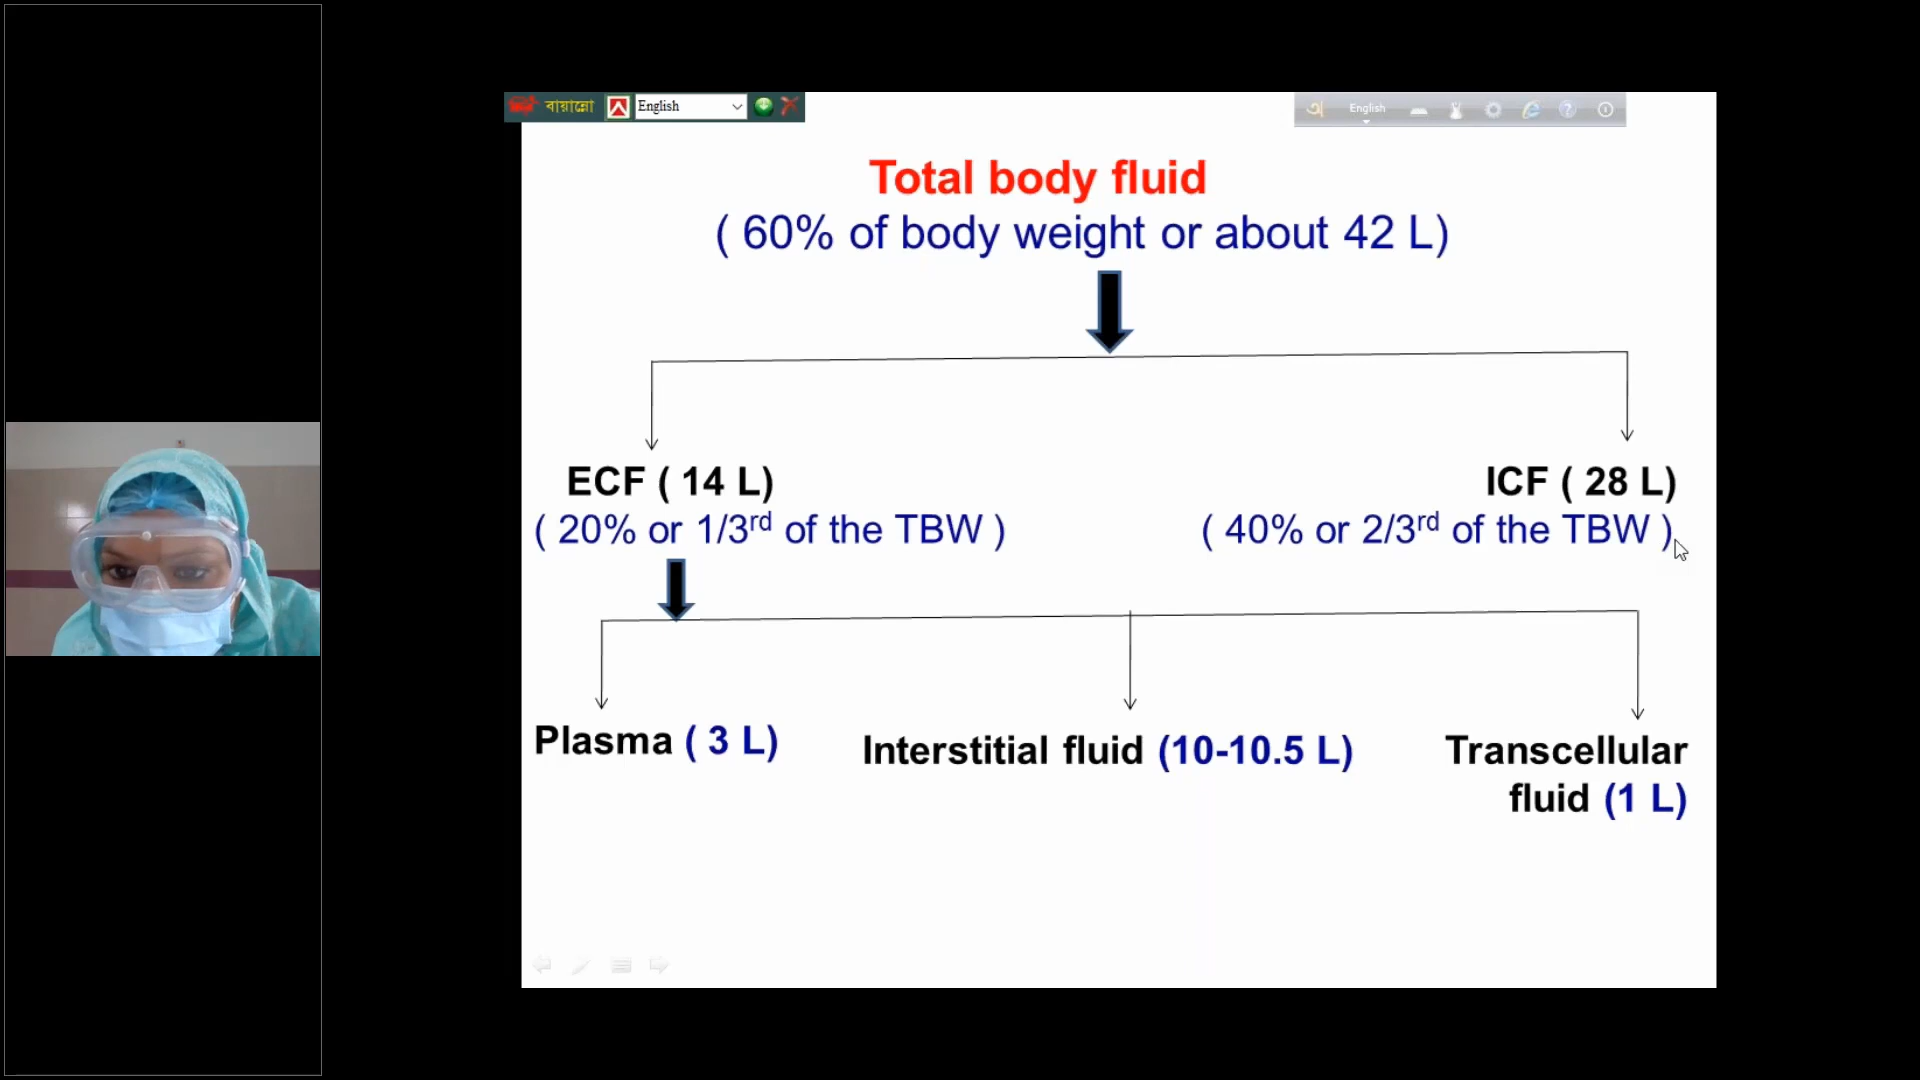 বায়ান্নো English
English
Total body fluid
( 60% of body weight or about 42 L)
ECF ( 14 L) ICF ( 28 L)
( 20% or 1/3rd of the TBW ) ( 40% or 2/3rd of the TBW )
Plasma ( 3 L) Interstitial fluid (10-10.5 L) Transcellular
fluid (1 L)